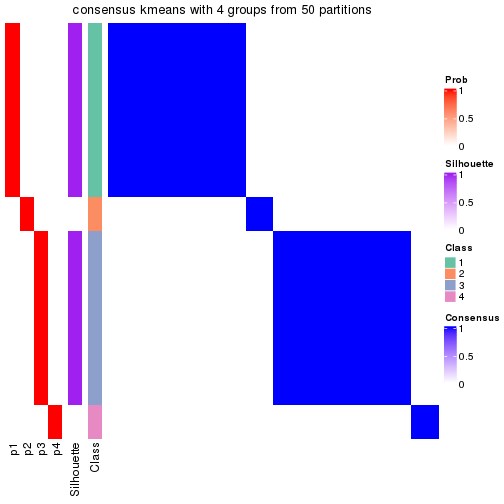 consensus kmeans with 4 groups from 50 partitions
Prob
1
0.5
0
Silhouette
1
0.5
0
Class
1
2
3
4
Consensus
1
0.5
0
p1
p2
p3
p4
Silhouette
Class